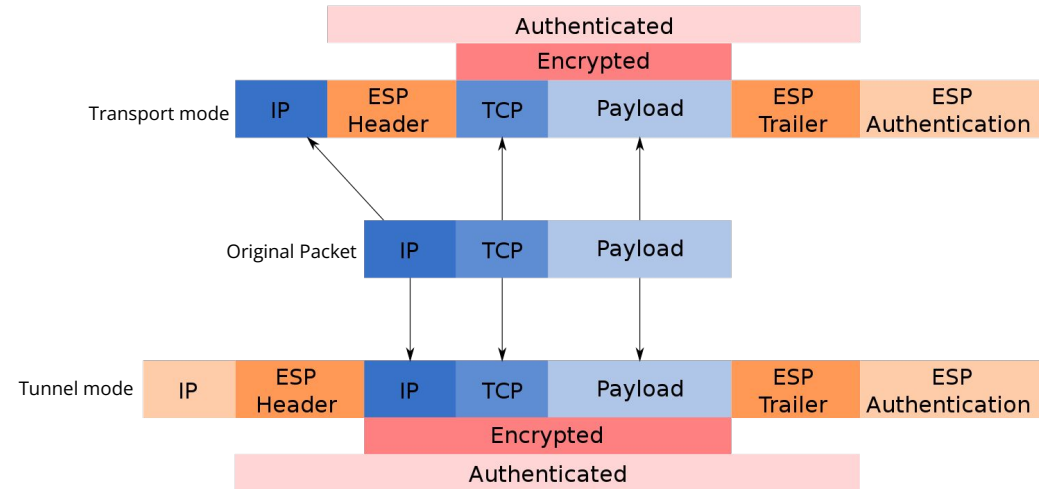 Authenticated
Encrypted
Transport mode
IP
ESP
Header
TCP
Payload
ESP
Trailer
ESP
Authentication
Original Packet
IP
TCP
Payload
Tunnel mode
IP
ESP
Header
IP
TCP
Payload
ESP
Trailer
ESP
Authentication
Encrypted
Authenticated